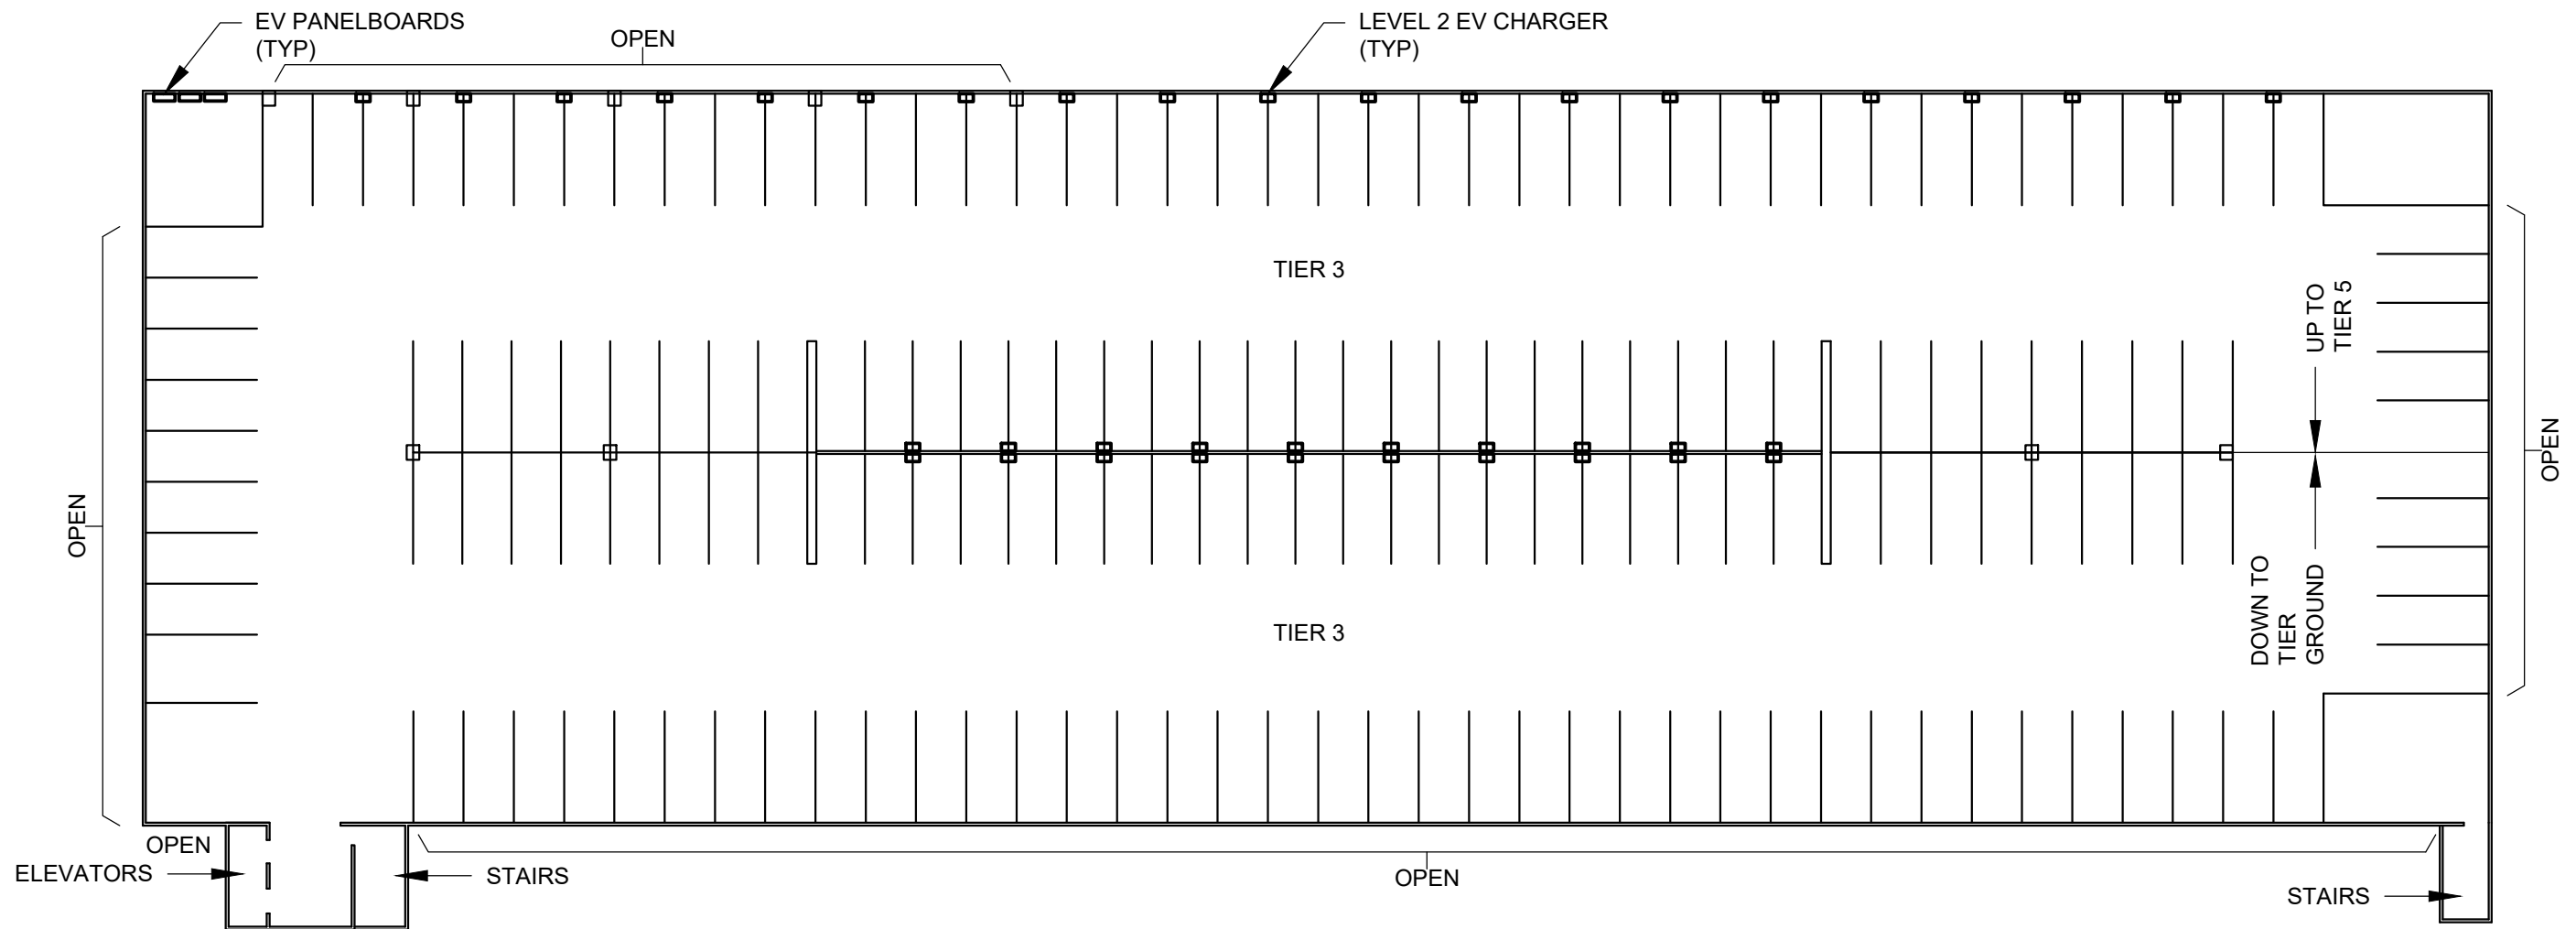 EV PANELBOARDS
(TYP)
OPEN
LEVEL 2 EV CHARGER
(TYP)
TIER 3
UP TO
TIER 5
OPEN
OPEN
DOWN TO
TIER
GROUND
TIER 3
OPEN
ELEVATORS
STAIRS
OPEN
STAIRS